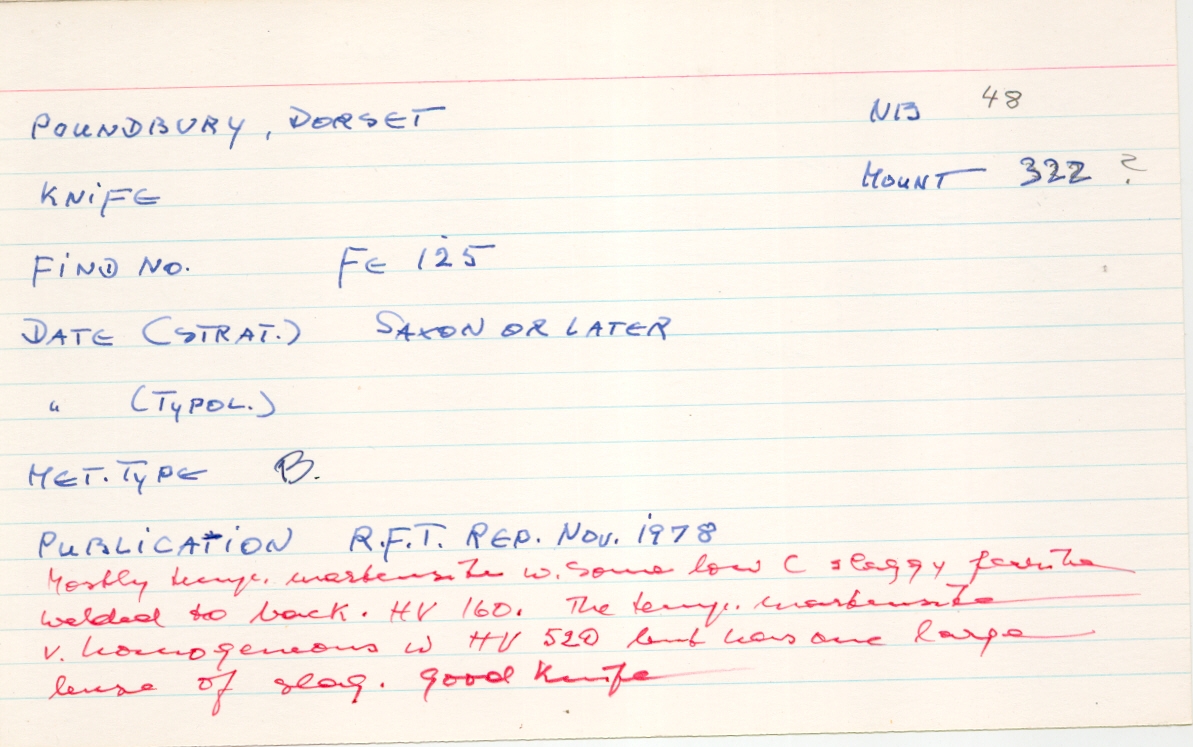 POUNDBURY, DORSET
NB 48
KNIFE
MOUNT 322 ?
FIND NO. FE 125
DATE (STRAT.) SAXON OR LATER
" (TYPOL.)
MET. TYPE B.
PUBLICATION R.F.T. REP. NOV. 1978
Mostly temp. martensite w. some low C slaggy ferrite
welded to back. HV 160. The temp. martensite
v. homogeneous w HV 520 but has one large
lense of slag. Good Knife